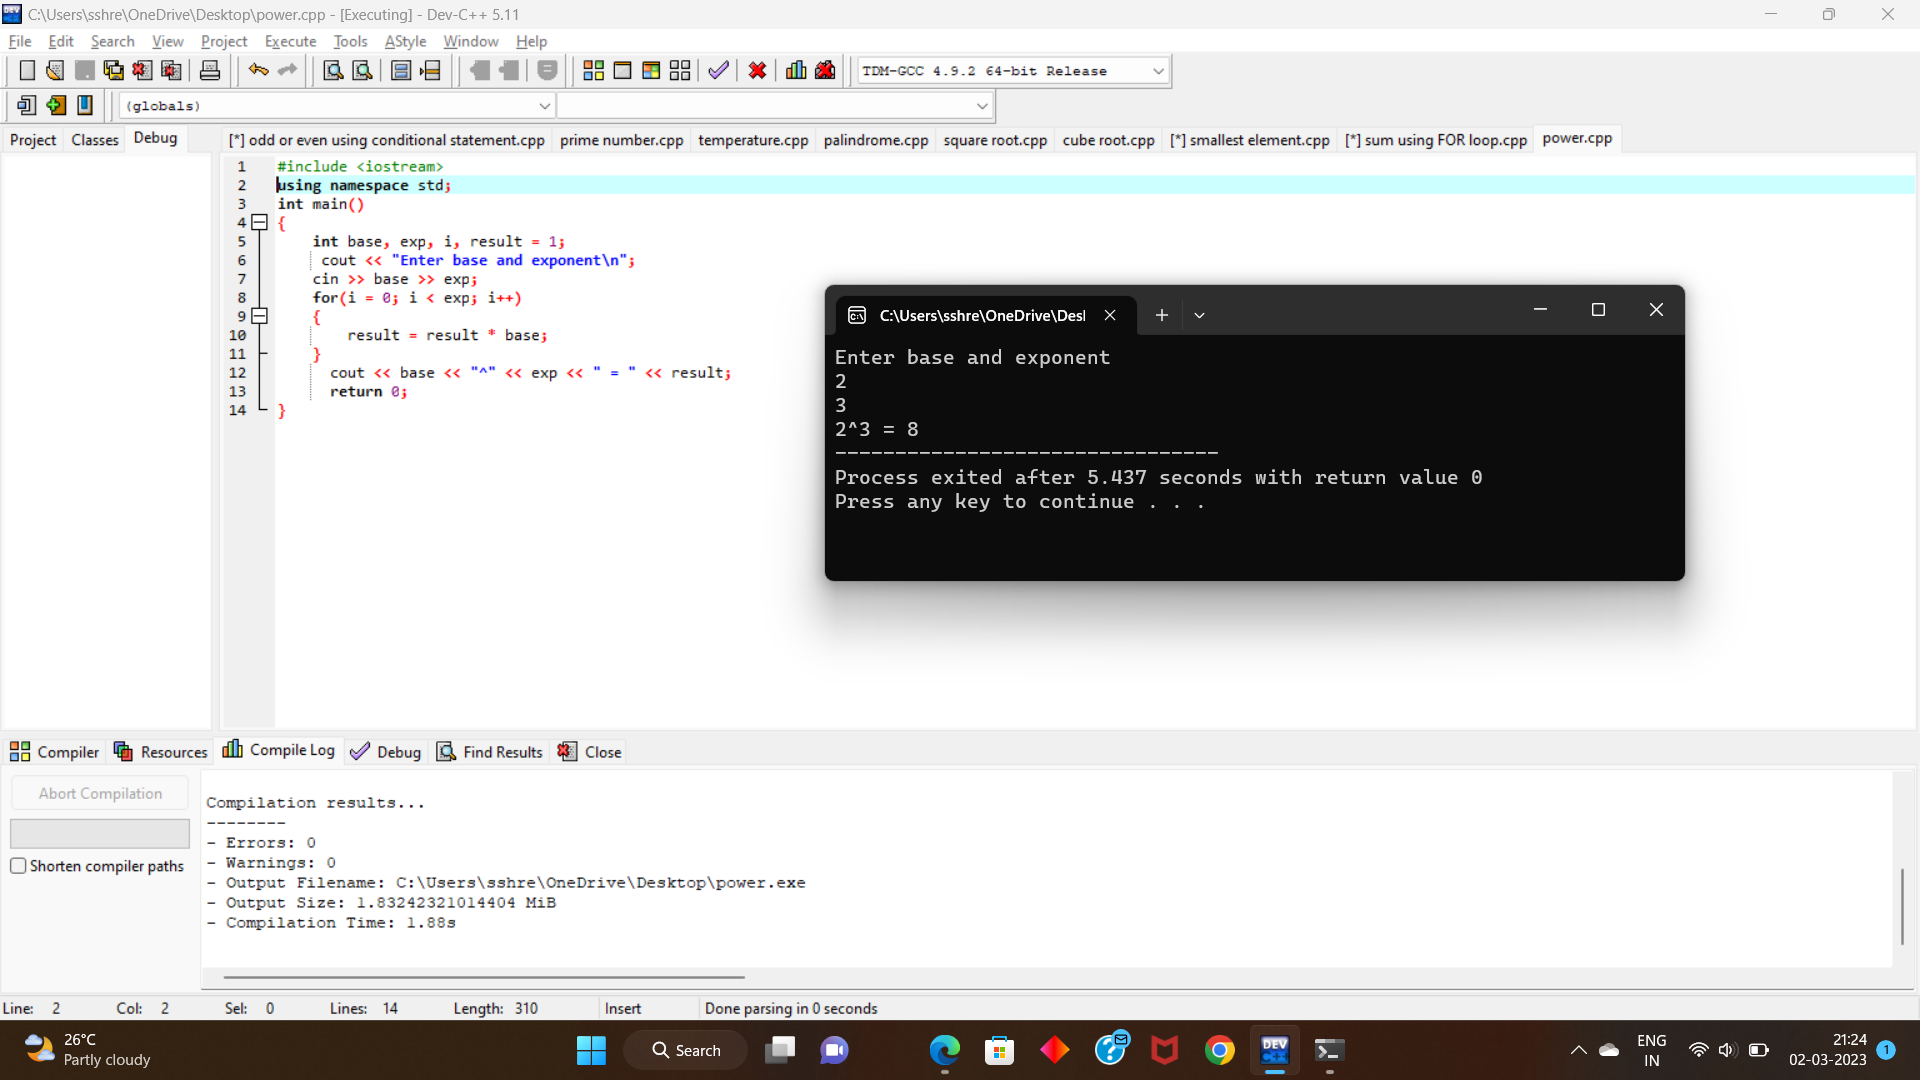 C:\Users\sshre\OneDrive\Desktop\power.cpp - [Executing] - Dev-C++ 5.11
File Edit Search View Project Execute Tools AStyle Window Help
TDM-GCC 4.9.2 64-bit Release
(globals)
Project Classes Debug
[*] odd or even using conditional statement.cpp prime number.cpp temperature.cpp palindrome.cpp square root.cpp cube root.cpp [*] smallest element.cpp [*] sum using FOR loop.cpp power.cpp
1 #include <iostream>
2 using namespace std;
3 int main()
4 {
5 int base, exp, i, result = 1;
6 cout << "Enter base and exponent\n";
7 cin >> base >> exp;
8 for(i = 0; i < exp; i++)
9 {
10 result = result * base;
11 }
12 cout << base << "^" << exp << " = " << result;
13 return 0;
14 }
C:\Users\sshre\OneDrive\Des
Enter base and exponent
2
3
2^3 = 8
--------------------------------
Process exited after 5.437 seconds with return value 0
Press any key to continue . . .
Compiler Resources Compile Log Debug Find Results Close
Abort Compilation
Shorten compiler paths
Compilation results...
--------
- Errors: 0
- Warnings: 0
- Output Filename: C:\Users\sshre\OneDrive\Desktop\power.exe
- Output Size: 1.83242321014404 MiB
- Compilation Time: 1.88s
Line: 2 Col: 2 Sel: 0 Lines: 14 Length: 310 Insert Done parsing in 0 seconds
26°C
Partly cloudy
Search
DEV
C++
ENG
IN
21:24
02-03-2023
1